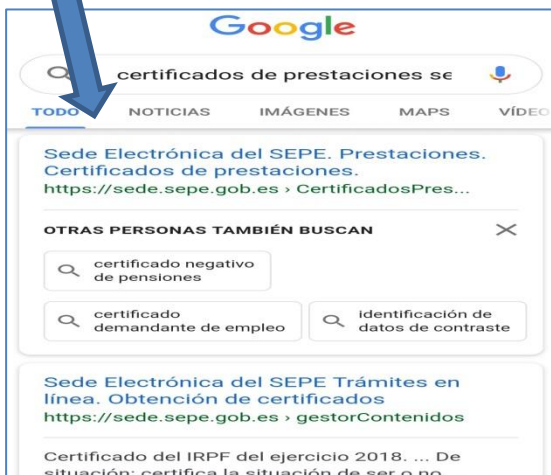 Google
certificados de prestaciones se
TODO NOTICIAS IMÁGENES MAPS VÍDEO
Sede Electrónica del SEPE. Prestaciones.
Certificados de prestaciones.
https://sede.sepe.gob.es › CertificadosPres...
OTRAS PERSONAS TAMBIÉN BUSCAN
certificado negativo
de pensiones
certificado
demandante de empleo
identificación de
datos de contraste
Sede Electrónica del SEPE Trámites en
línea. Obtención de certificados
https://sede.sepe.gob.es › gestorContenidos
Certificado del IRPF del ejercicio 2018. ... De
situación: certifica la situación de ser o no